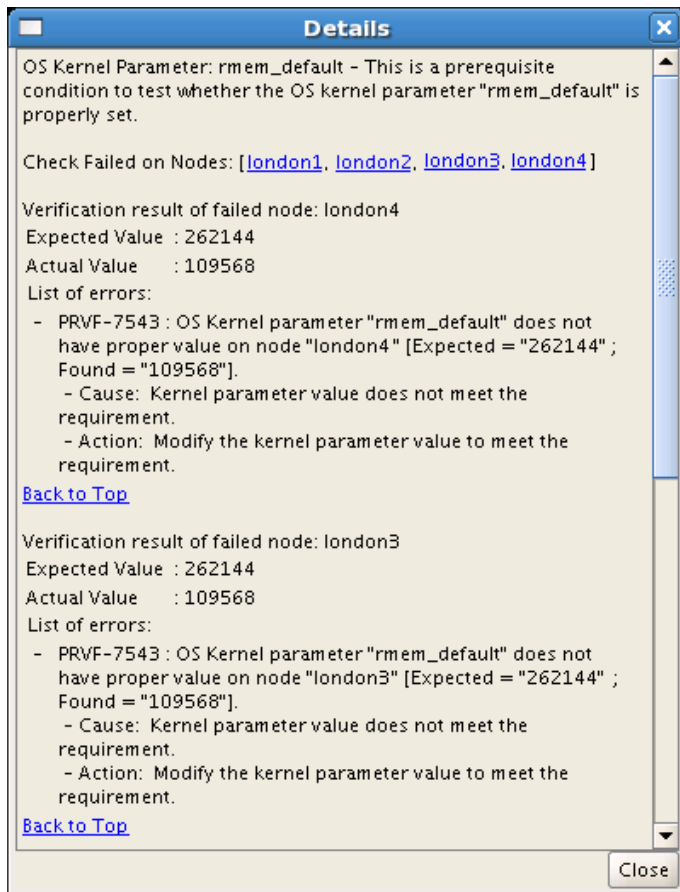 Details
OS Kernel Parameter: rmem_default - This is a prerequisite
condition to test whether the OS kernel parameter "rmem_default" is
properly set.
Check Failed on Nodes: [london1, london2, london3, london4]
Verification result of failed node: london4
Expected Value : 262144
Actual Value : 109568
List of errors:
- PRVF-7543 : OS Kernel parameter "rmem_default" does not
have proper value on node "london4" [Expected = "262144" ;
Found = "109568"].
- Cause: Kernel parameter value does not meet the
requirement.
- Action: Modify the kernel parameter value to meet the
requirement.
Back to Top
Verification result of failed node: london3
Expected Value : 262144
Actual Value : 109568
List of errors:
- PRVF-7543 : OS Kernel parameter "rmem_default" does not
have proper value on node "london3" [Expected = "262144" ;
Found = "109568"].
- Cause: Kernel parameter value does not meet the
requirement.
- Action: Modify the kernel parameter value to meet the
requirement.
Back to Top
Close